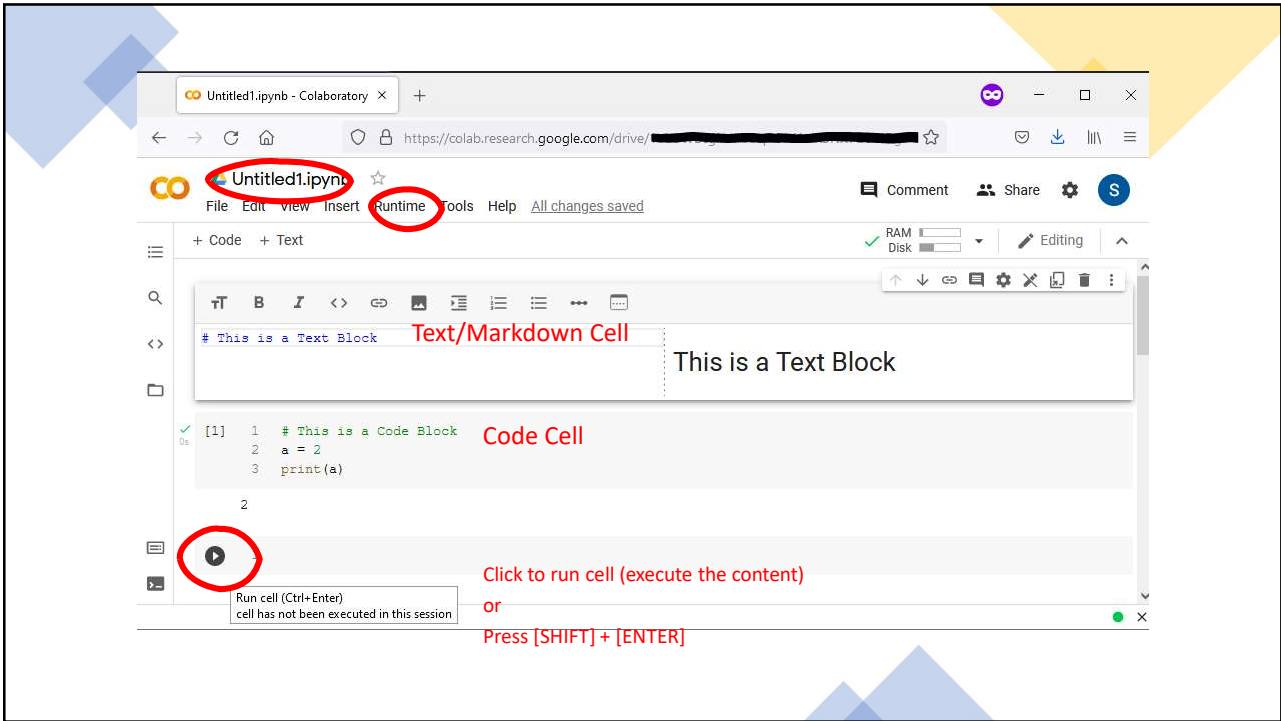 Untitled1.ipynb - Colaboratory
https://colab.research.google.com/drive/
Untitled1.ipynb
Comment Share S
File Edit View Insert Runtime Tools Help All changes saved
+ Code + Text
RAM
Disk
Editing
Text/Markdown Cell
# This is a Text Block
This is a Text Block
[1] 1 # This is a Code Block
Code Cell
2 a = 2
3 print(a)
0s
2
Click to run cell (execute the content)
or
Press [SHIFT] + [ENTER]
Run cell (Ctrl+Enter)
cell has not been executed in this session